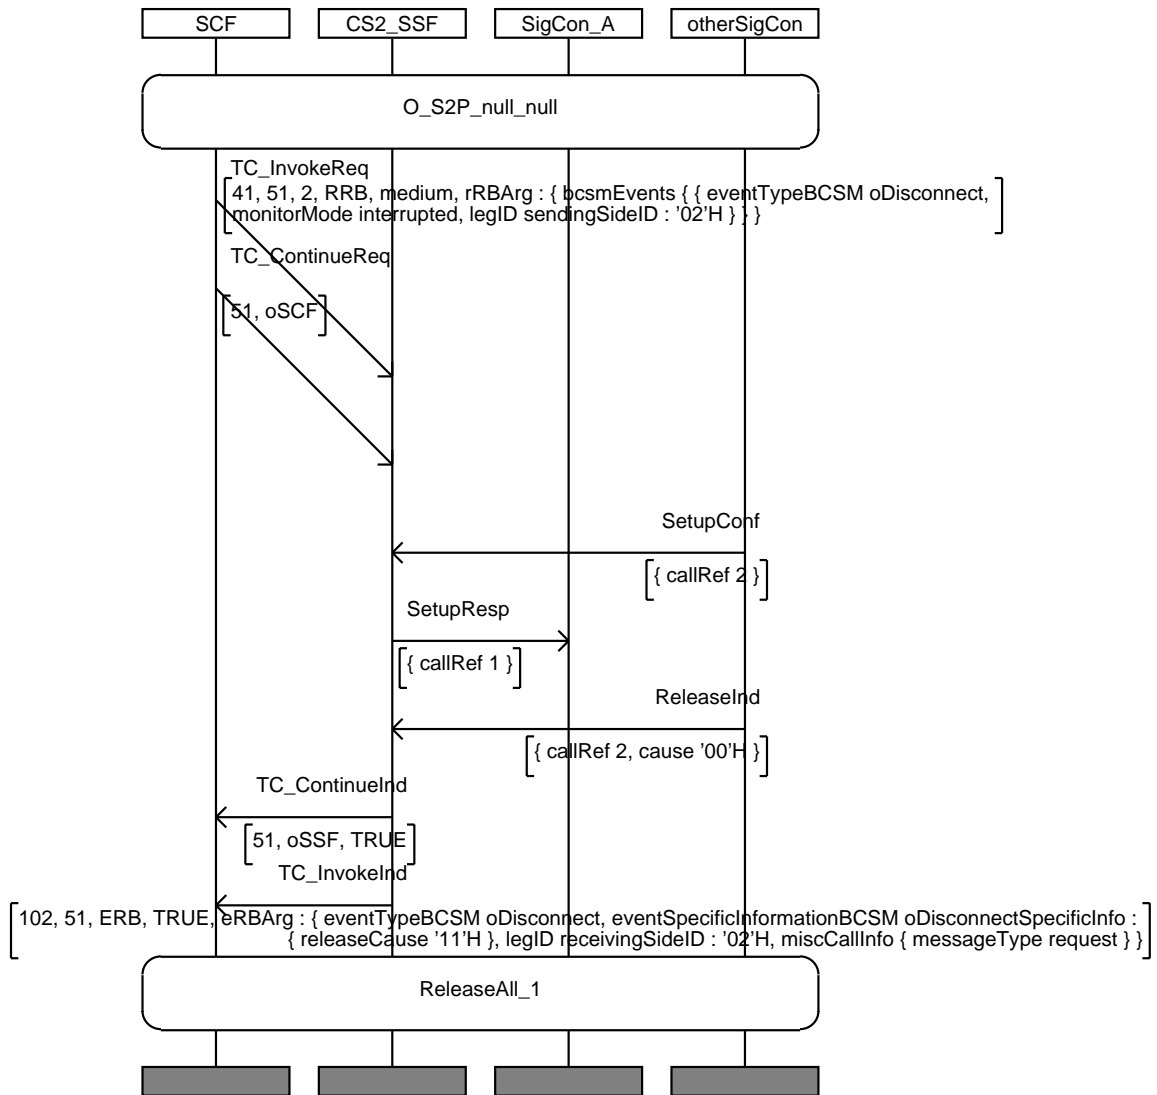 SCF CS2_SSF SigCon_A otherSigCon
O_S2P_null_null
TC_InvokeReq
41, 51, 2, RRB, medium, rRBArg : { bcsmEvents { { eventTypeBCSM oDisconnect,
monitorMode interrupted, legID sendingSideID : '02'H } } }
TC_ContinueReq
51, oSCF
SetupConf
{ callRef 2 }
SetupResp
{ callRef 1 }
ReleaseInd
{ callRef 2, cause '00'H }
TC_ContinueInd
51, oSSF, TRUE
TC_InvokeInd
102, 51, ERB, TRUE, eRBArg : { eventTypeBCSM oDisconnect, eventSpecificInformationBCSM oDisconnectSpecificInfo :
{ releaseCause '11'H }, legID receivingSideID : '02'H, miscCallInfo { messageType request } }
ReleaseAll_1